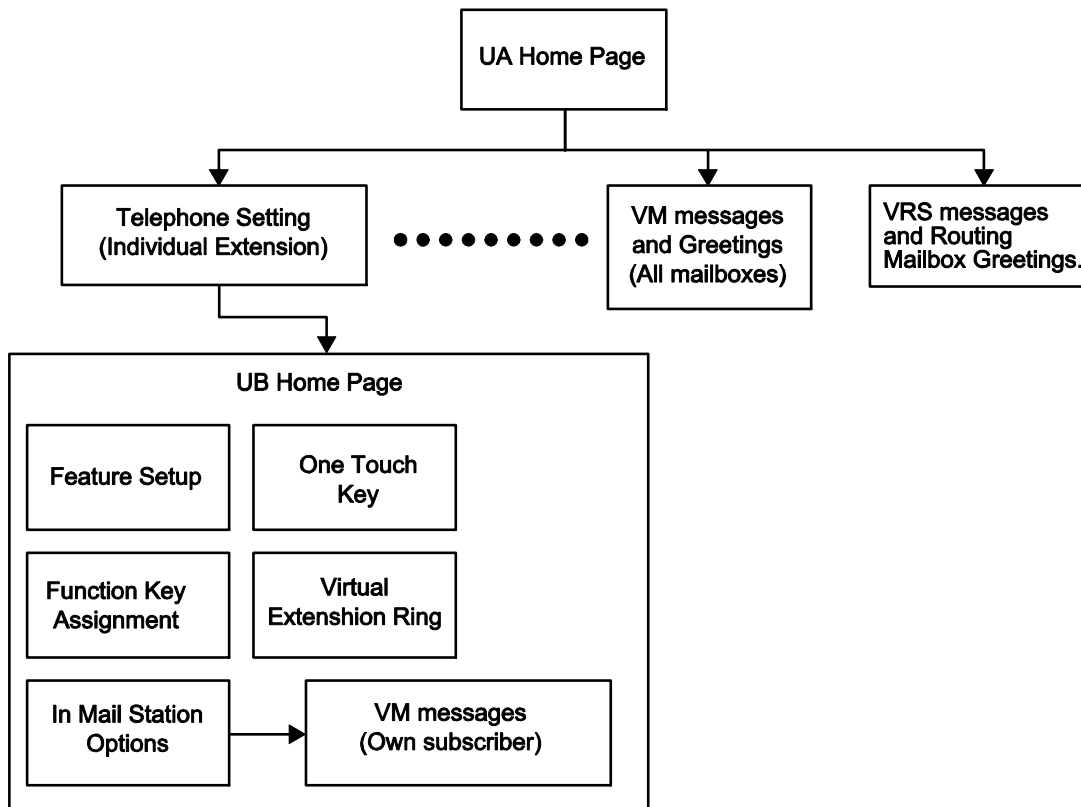 UA Home Page
Telephone Setting
(Individual Extension)
VM messages
and Greetings
(All mailboxes)
VRS messages
and Routing
Mailbox Greetings.
UB Home Page
Feature Setup
One Touch
Key
Function Key
Assignment
Virtual
Extenshion Ring
In Mail Station
Options
VM messages
(Own subscriber)